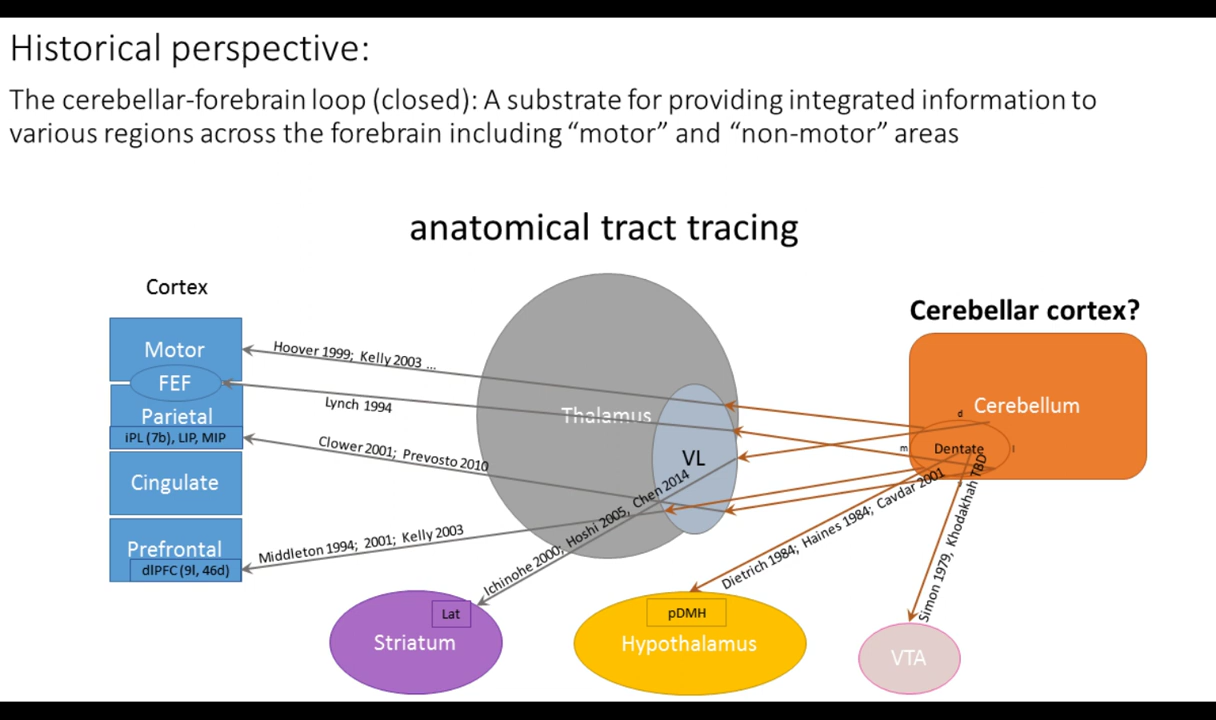 Historical perspective:
The cerebellar-forebrain loop (closed): A substrate for providing integrated information to
various regions across the forebrain including “motor” and “non-motor” areas
anatomical tract tracing
Cortex
Cerebellar cortex?
Motor
FEF
Parietal
iPL (7b), LIP, MIP
Cingulate
Prefrontal
dlPFC (9l, 46d)
Hoover 1999; Kelly 2003 ...
Lynch 1994
Clower 2001; Prevosto 2010
Middleton 1994; 2001; Kelly 2003
Ichinohe 2000; Hoshi 2005, Chen 2014
Thalamus
VL
Cerebellum
d
m
Dentate
l
Dietrich 1984; Haines 1984; Cavdar 2001
Simon 1979, Khodakhah TBD
Lat
Striatum
pDMH
Hypothalamus
VTA